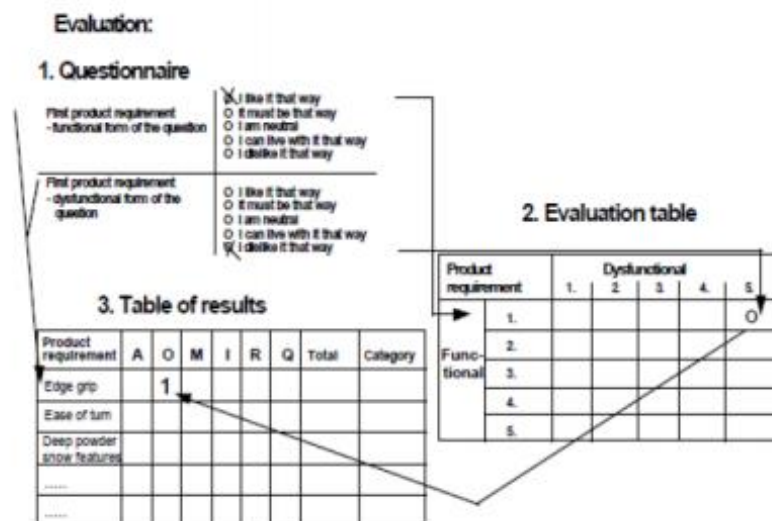 Evaluation:
1. Questionnaire
First product requirement
- functional form of the question
I like it that way
O It must be that way
O I am neutral
O I can live with it that way
O I dislike it that way
First product requirement
- dysfunctional form of the
question
O I like it that way
O It must be that way
O I am neutral
O I can live with it that way
I dislike it that way
2. Evaluation table
Product
requirement
Dysfunctional
1. 2 3. 4. 5.
Func-
tional
1. O
2.
3.
4.
5.
3. Table of results
Product
requirement A O M I R Q Total Category
Edge grip 1
Ease of turn
Deep powder
snow features
......
......